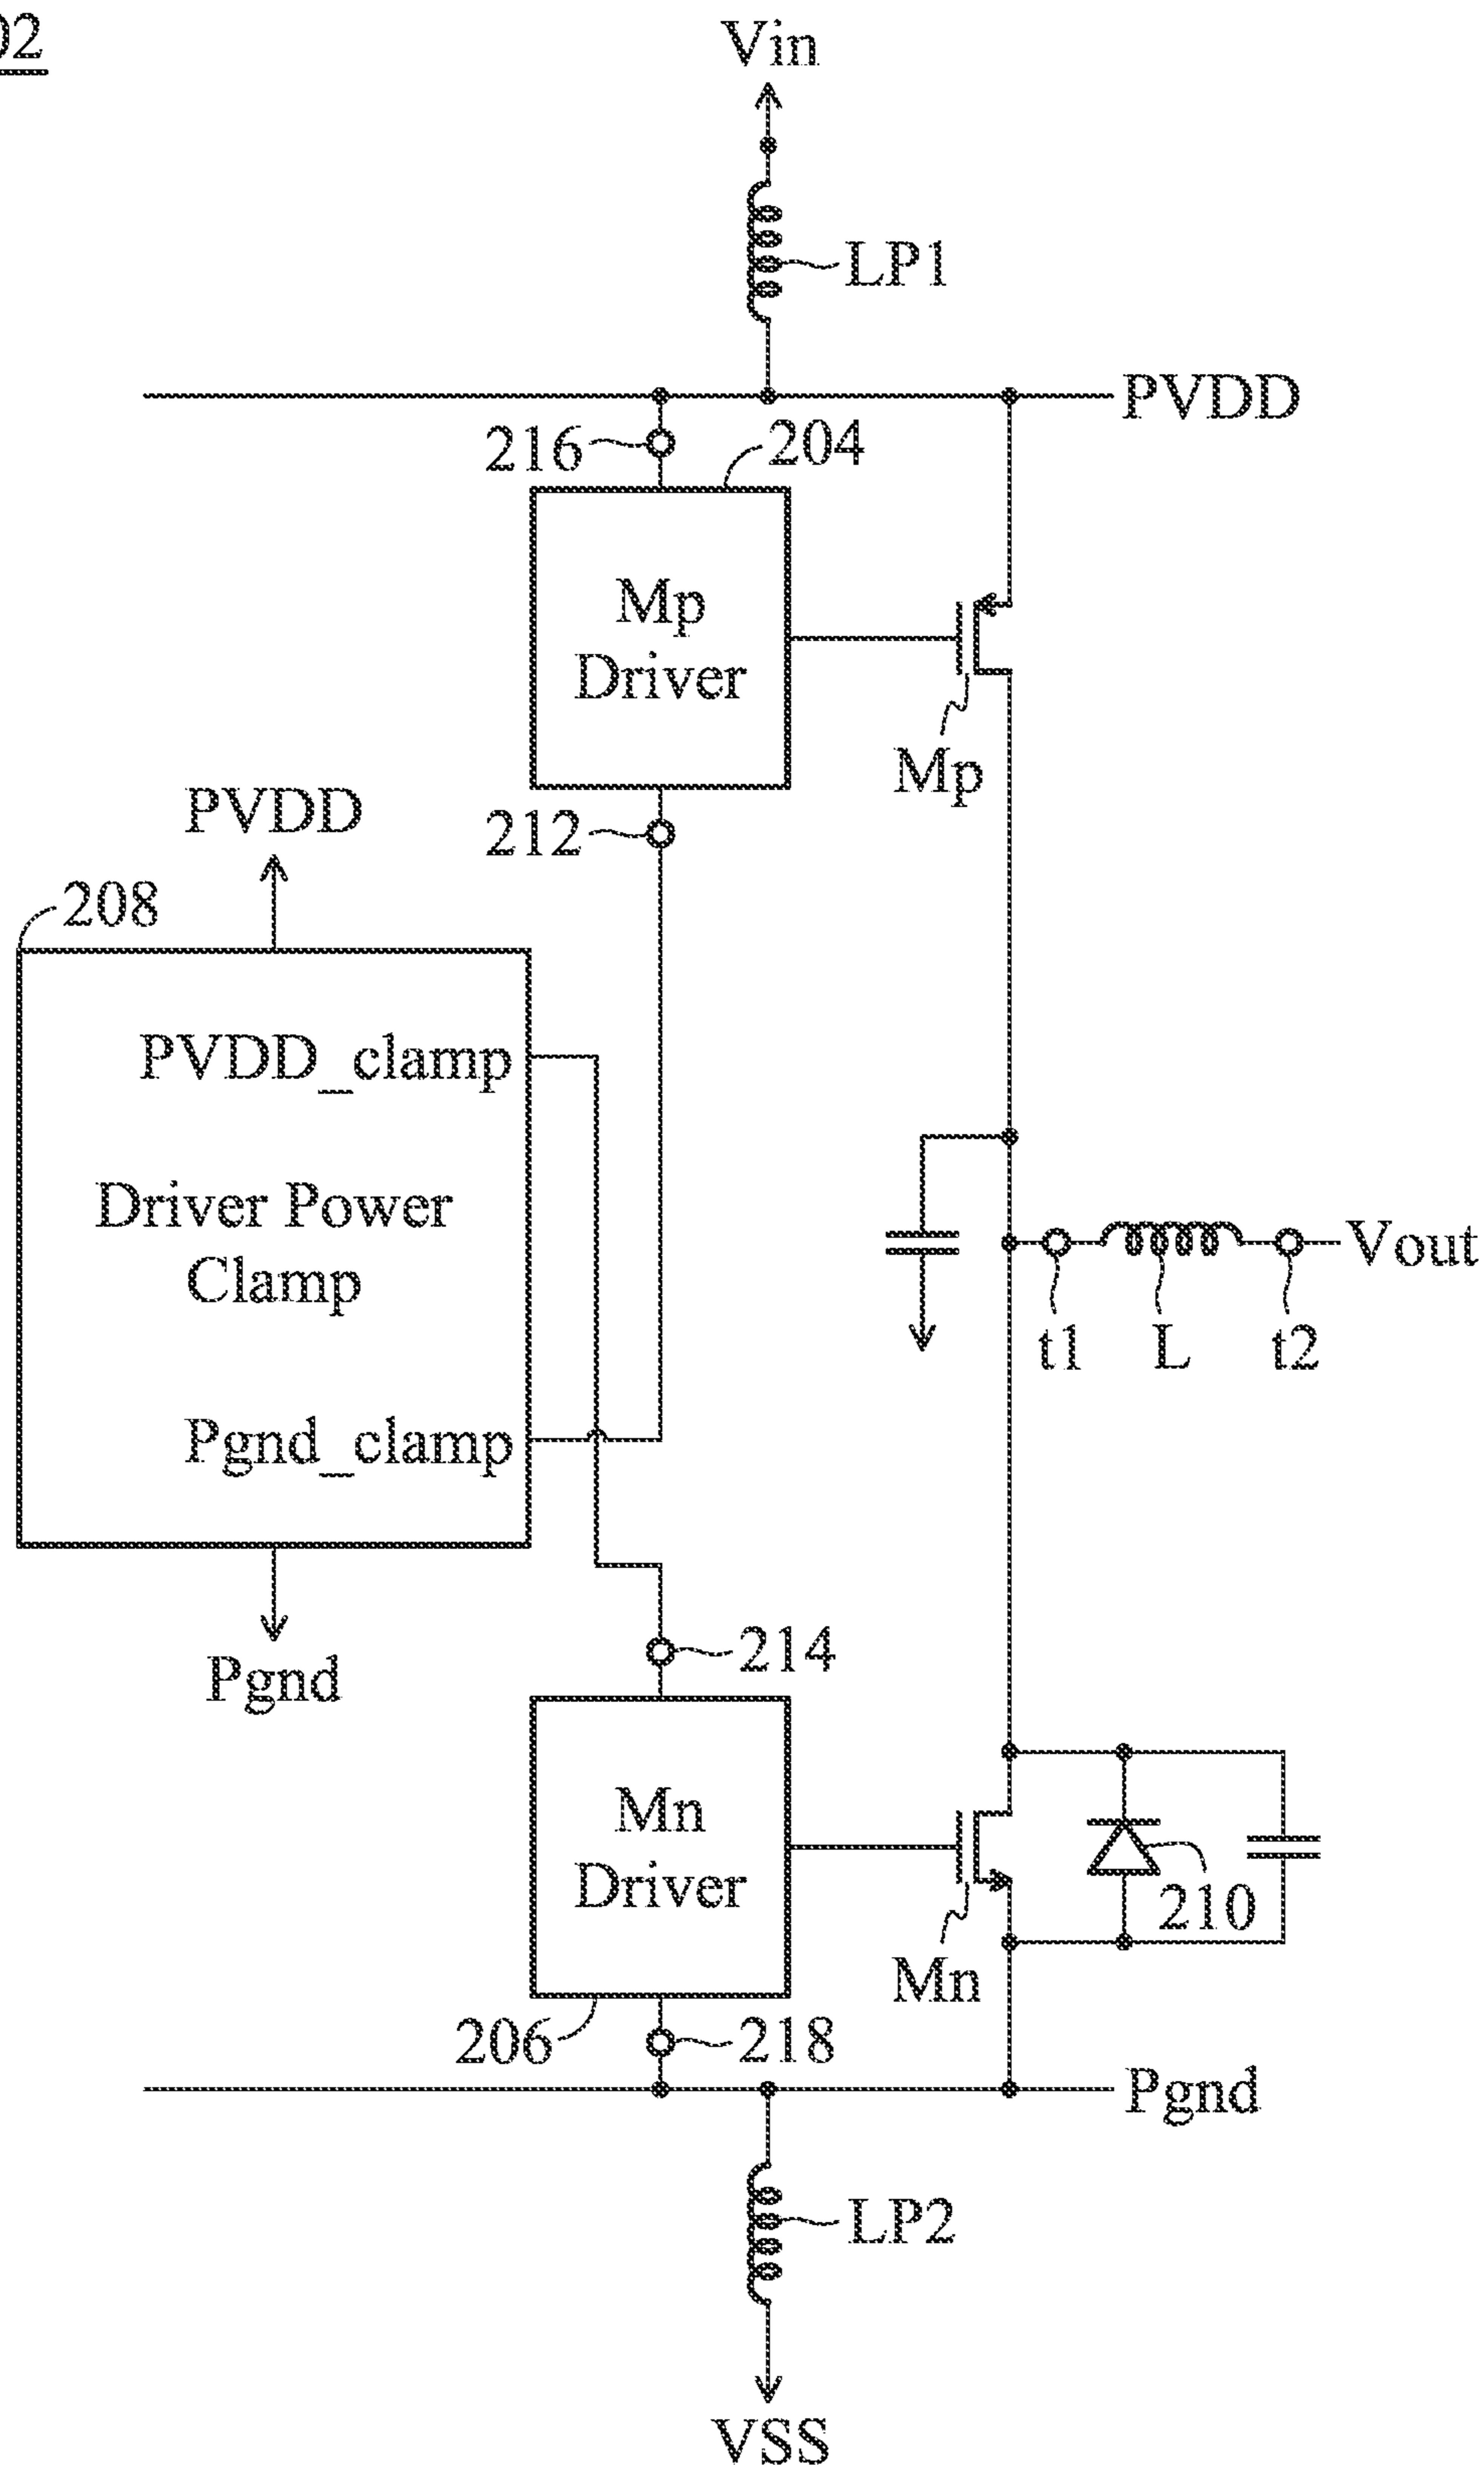 02
Vin
LP1
PVDD
216
204
Mp
Driver
Mp
212
PVDD
208
PVDD_clamp
Driver Power
Clamp
Pgnd_clamp
Vout
t1
L
t2
Pgnd
214
Mn
Driver
210
Mn
206
218
Pgnd
LP2
VSS